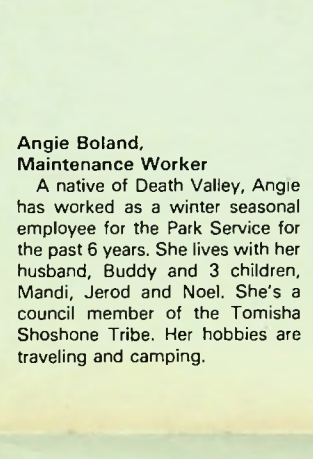 Angie Boland,
Maintenance Worker
A native of Death Valley, Angie
has worked as a winter seasonal
employee for the Park Service for
the past 6 years. She lives with her
husband, Buddy and 3 children,
Mandi, Jerod and Noel. She's a
council member of the Tomisha
Shoshone Tribe. Her hobbies are
traveling and camping.